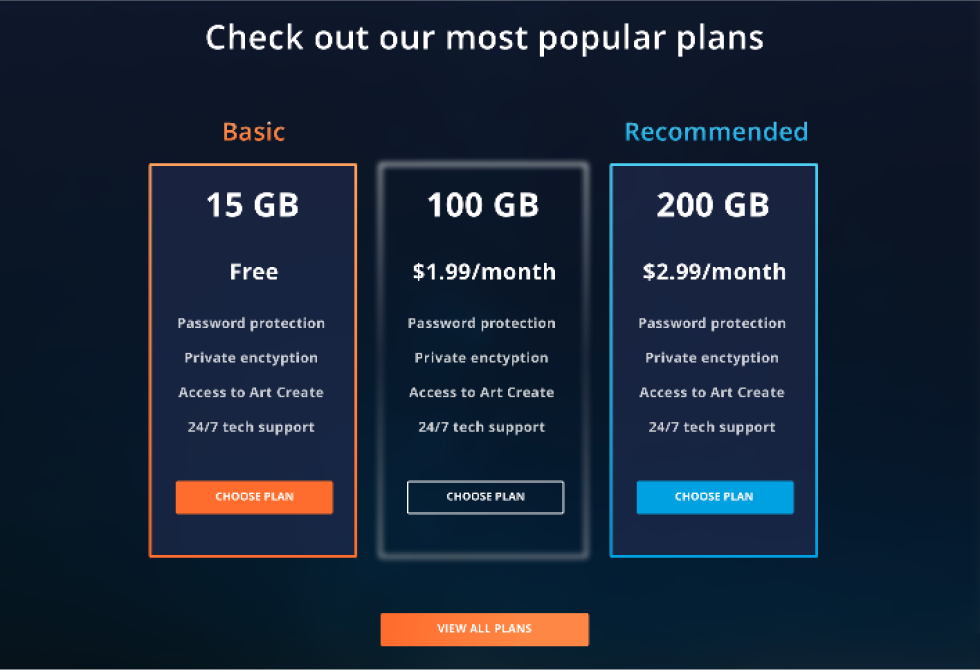 Check out our most popular plans
Basic
15 GB
Free
Password protection
Private enctyption
Access to Art Create
24/7 tech support
CHOOSE PLAN
100 GB
$1.99/month
Password protection
Private enctyption
Access to Art Create
24/7 tech support
CHOOSE PLAN
Recommended
200 GB
$2.99/month
Password protection
Private enctyption
Access to Art Create
24/7 tech support
CHOOSE PLAN
VIEW ALL PLANS